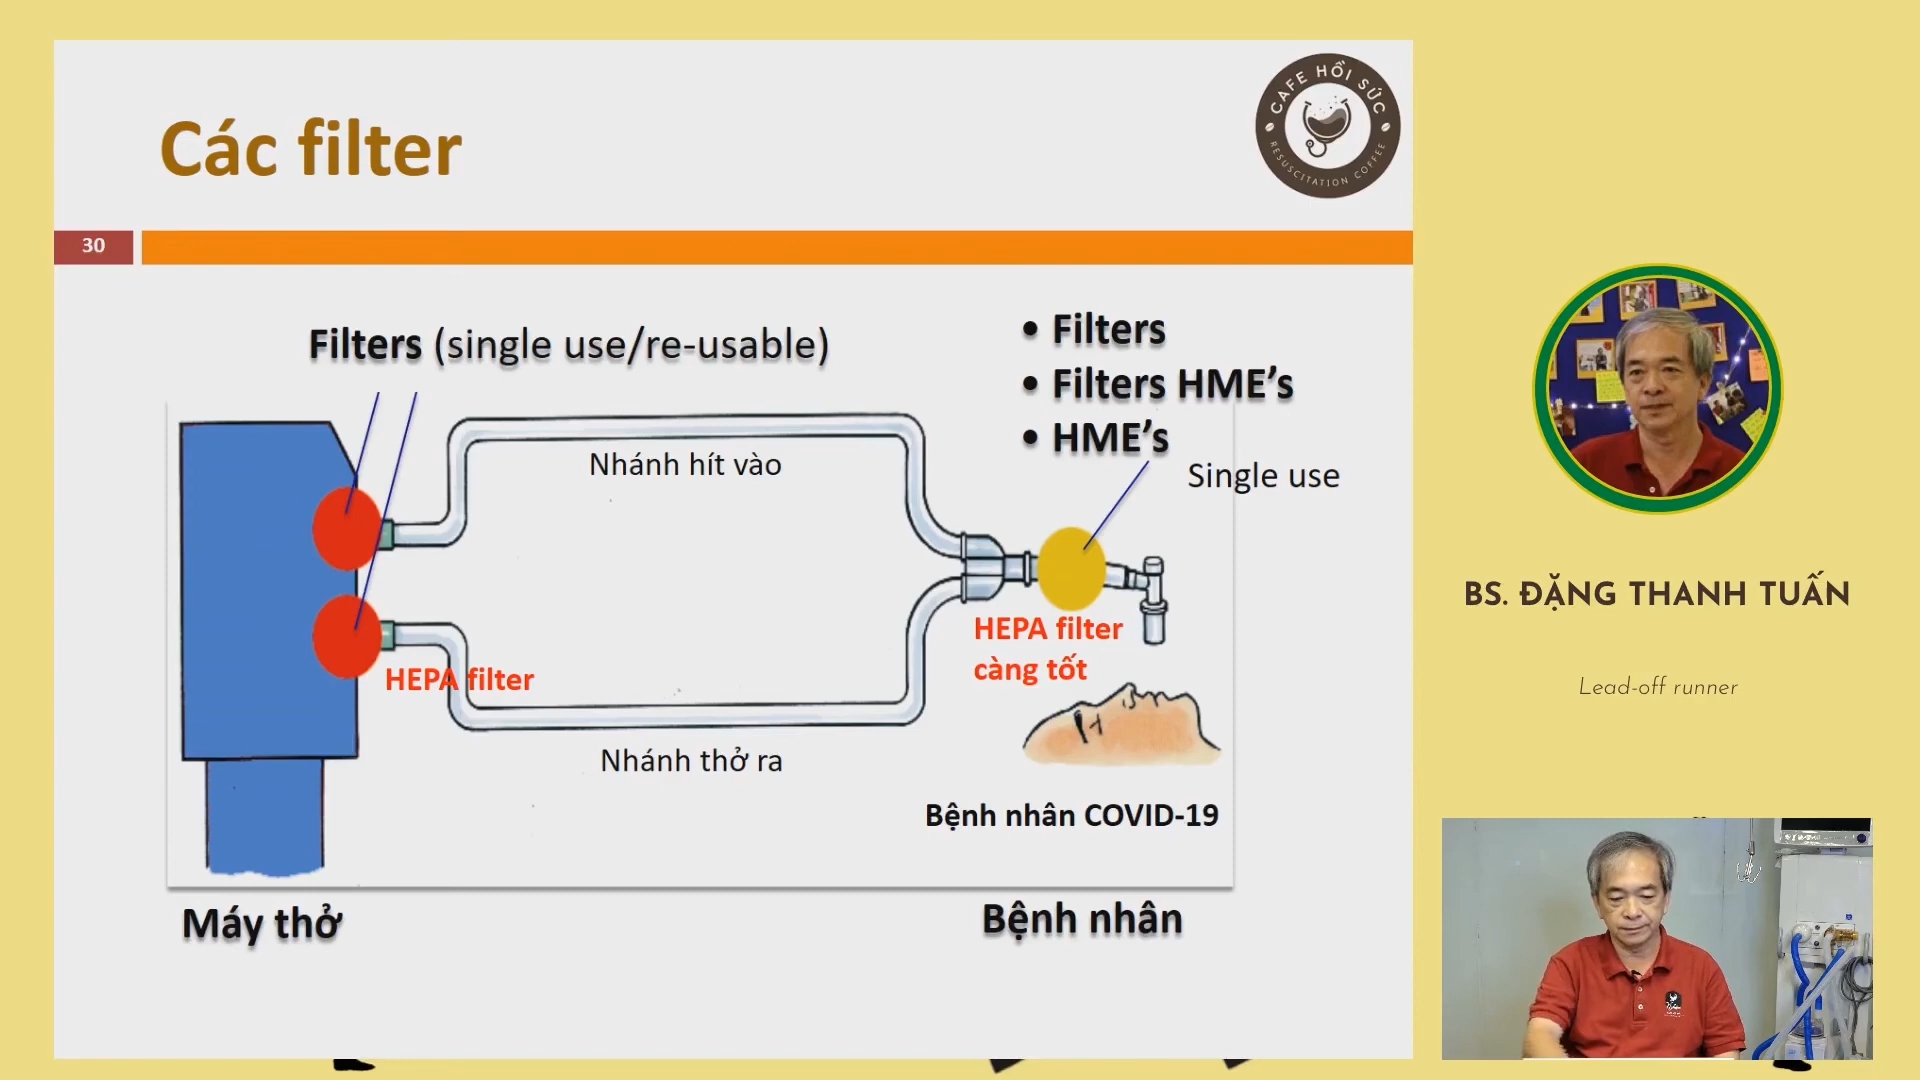 Các filter
CAFE HỒI SỨC
RESUSCITATION COFFEE
30
Filters (single use/re-usable)
• Filters
• Filters HME’s
• HME’s
Single use
Nhánh hít vào
HEPA filter
HEPA filter
càng tốt
Nhánh thở ra
Bệnh nhân COVID-19
Máy thở
Bệnh nhân
BS. ĐẶNG THANH TUẤN
Lead-off runner